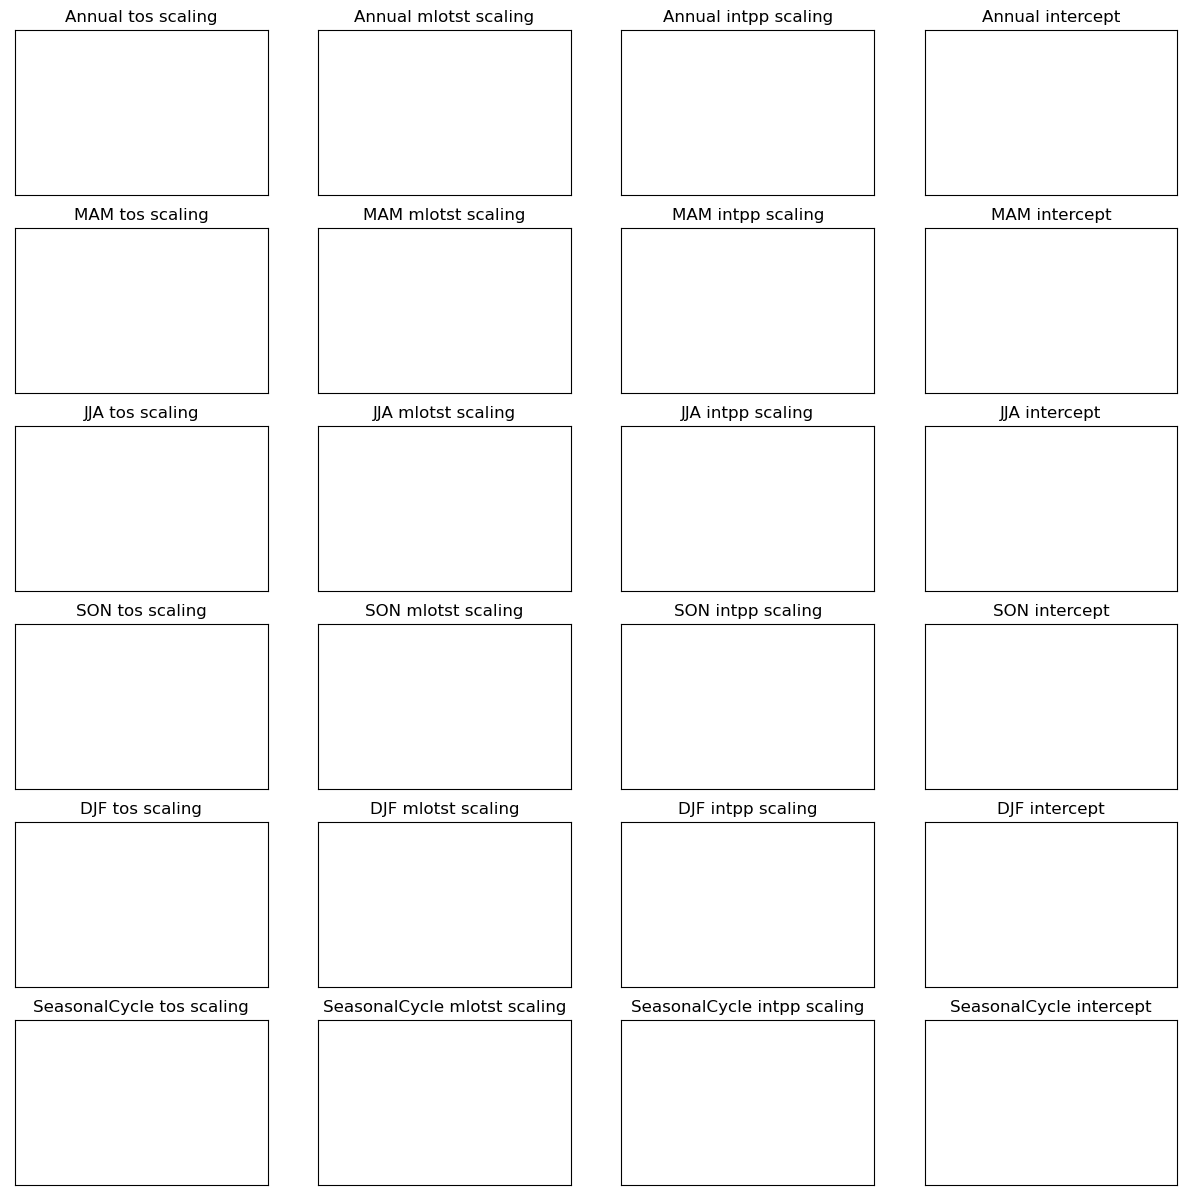 Annual tos scaling
Annual mlotst scaling
Annual intpp scaling
Annual intercept
MAM tos scaling
MAM mlotst scaling
MAM intpp scaling
MAM intercept
JJA tos scaling
JJA mlotst scaling
JJA intpp scaling
JJA intercept
SON tos scaling
SON mlotst scaling
SON intpp scaling
SON intercept
DJF tos scaling
DJF mlotst scaling
DJF intpp scaling
DJF intercept
SeasonalCycle tos scaling
SeasonalCycle mlotst scaling
SeasonalCycle intpp scaling
SeasonalCycle intercept